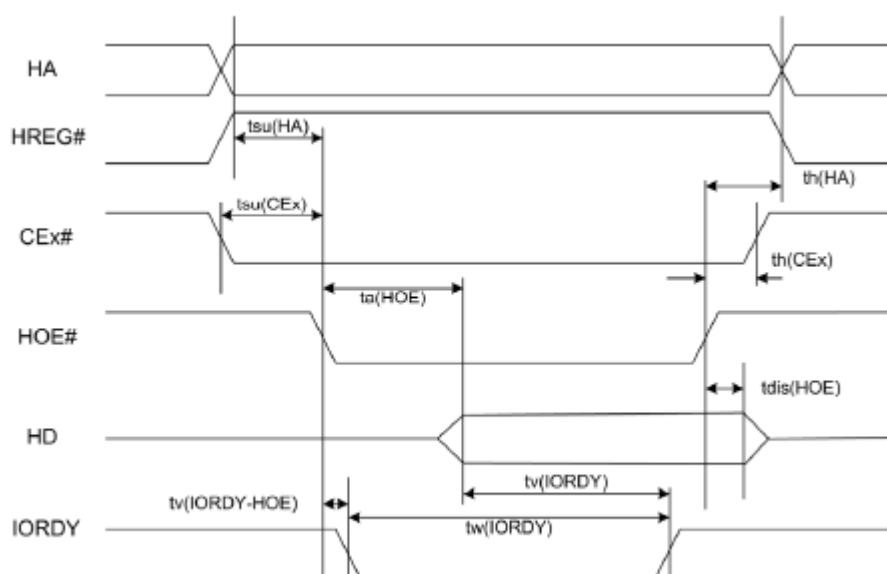 HA
tsu(HA)
HREG#
th(HA)
tsu(CEx)
CEx#
th(CEx)
ta(HOE)
HOE#
tdis(HOE)
HD
tv(IORDY)
tv(IORDY-HOE)
tw(IORDY)
IORDY